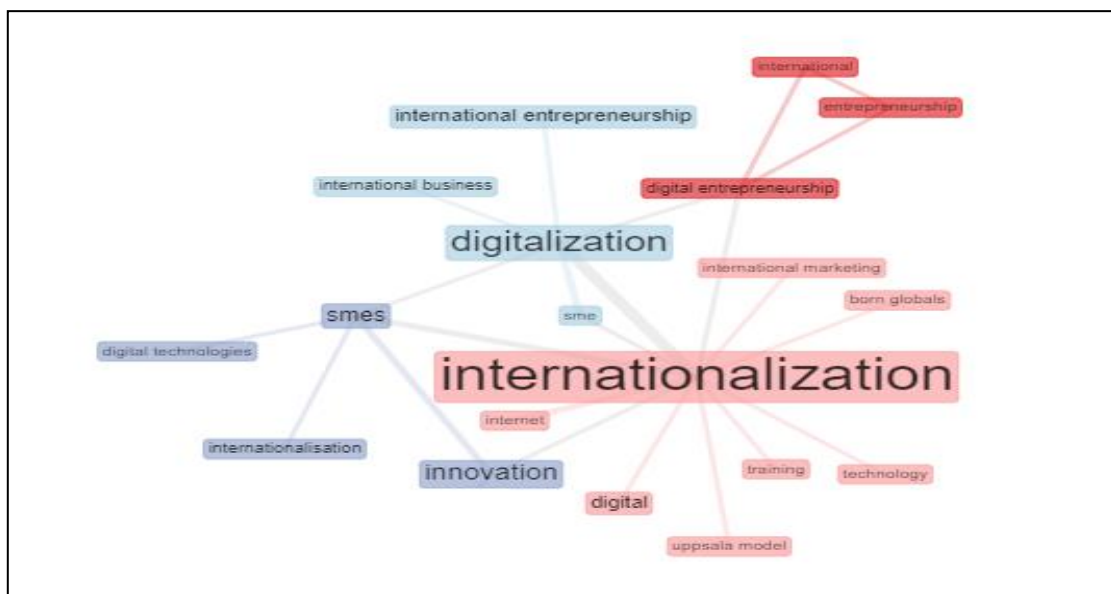 international
entrepreneurship
international entrepreneurship
international business
digital entrepreneurship
digitalization
international marketing
born globals
smes
sme
digital technologies
internationalization
internet
internationalisation
innovation
training
technology
digital
uppsala model